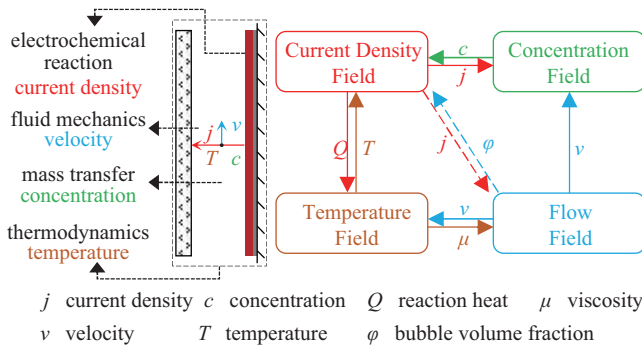 electrochemical
reaction
current density
fluid mechanics
velocity
mass transfer
concentration
thermodynamics
temperature
j v
T c
Current Density
Field
c
j
Concentration
Field
Q T
j φ
v
Temperature
Field
v
μ
Flow
Field
j current density c concentration Q reaction heat μ viscosity
v velocity T temperature φ bubble volume fraction